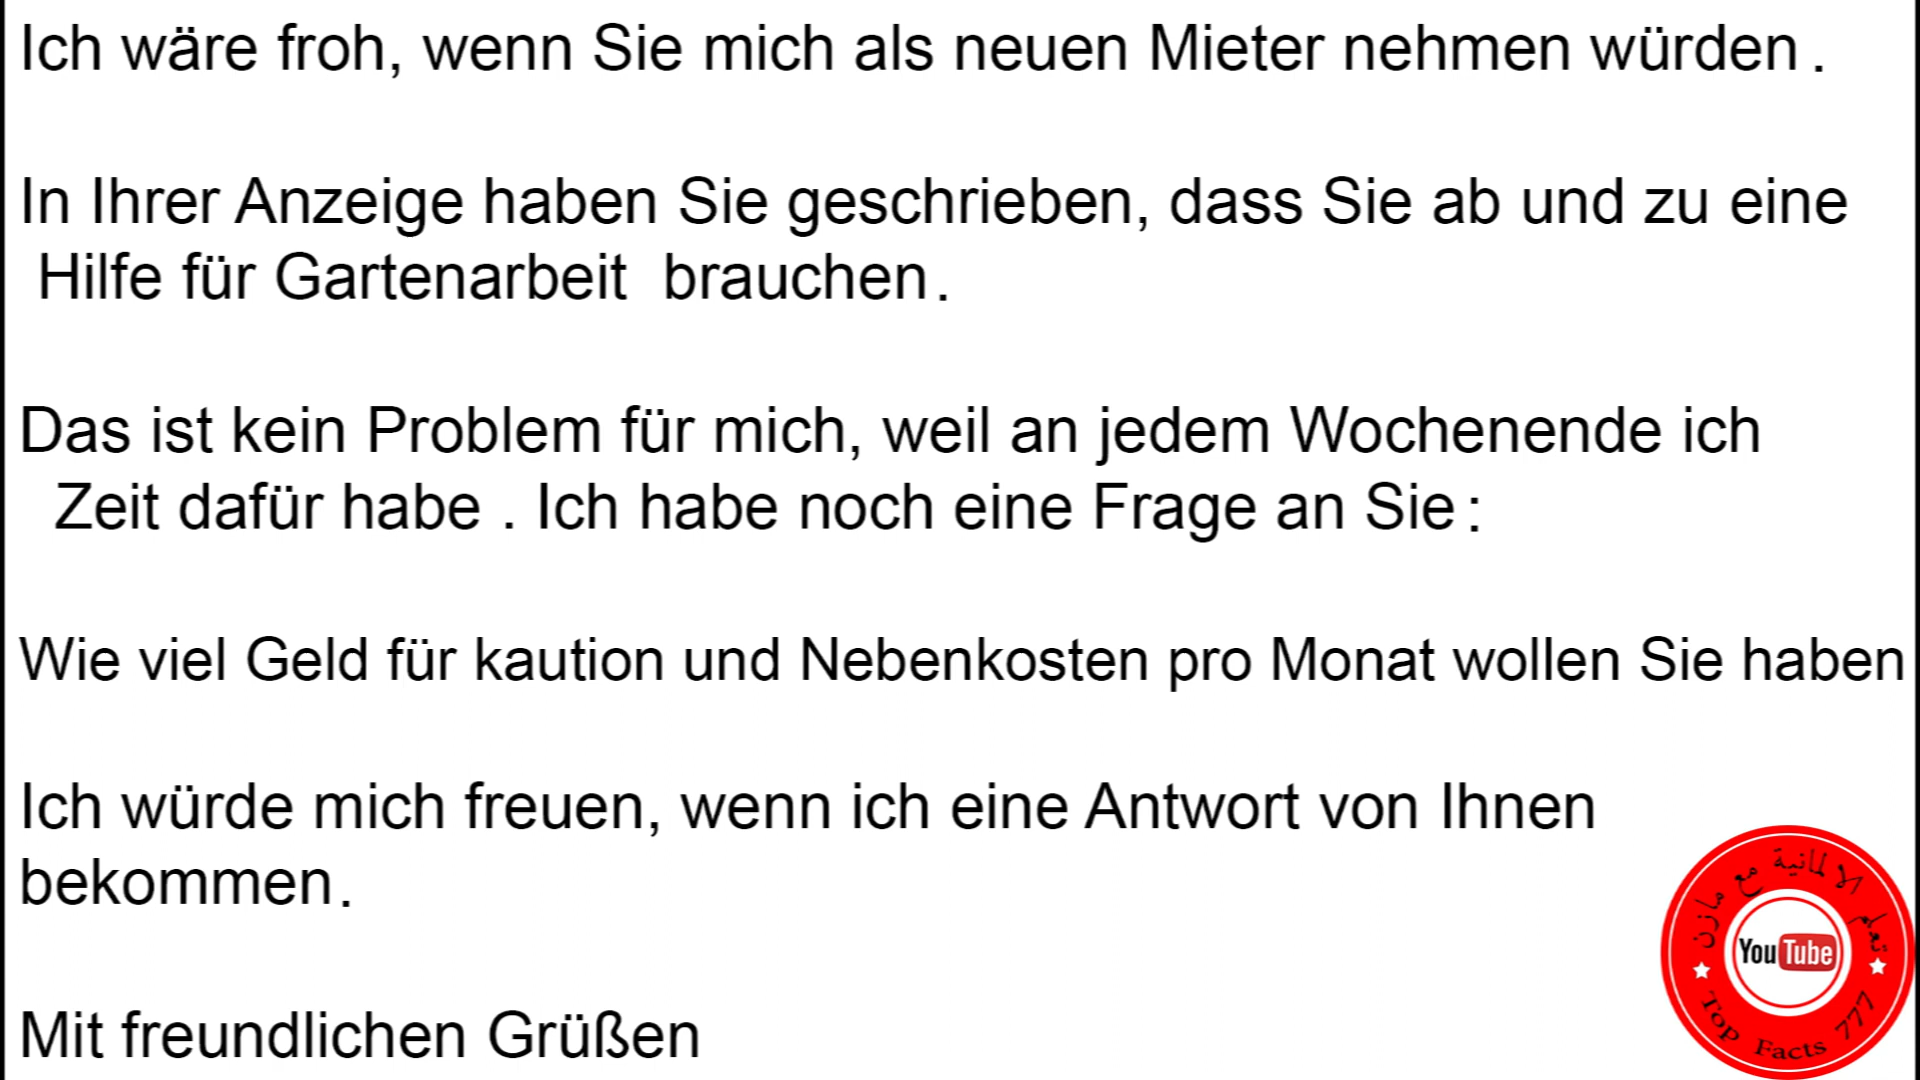 Ich wäre froh, wenn Sie mich als neuen Mieter nehmen würden .
In Ihrer Anzeige haben Sie geschrieben, dass Sie ab und zu eine
Hilfe für Gartenarbeit brauchen .
Das ist kein Problem für mich, weil an jedem Wochenende ich
Zeit dafür habe . Ich habe noch eine Frage an Sie :
Wie viel Geld für kaution und Nebenkosten pro Monat wollen Sie haben
Ich würde mich freuen, wenn ich eine Antwort von Ihnen
bekommen .
Mit freundlichen Grüßen
تعلم الالمانية مع مازن
YouTube
Top Facts 777